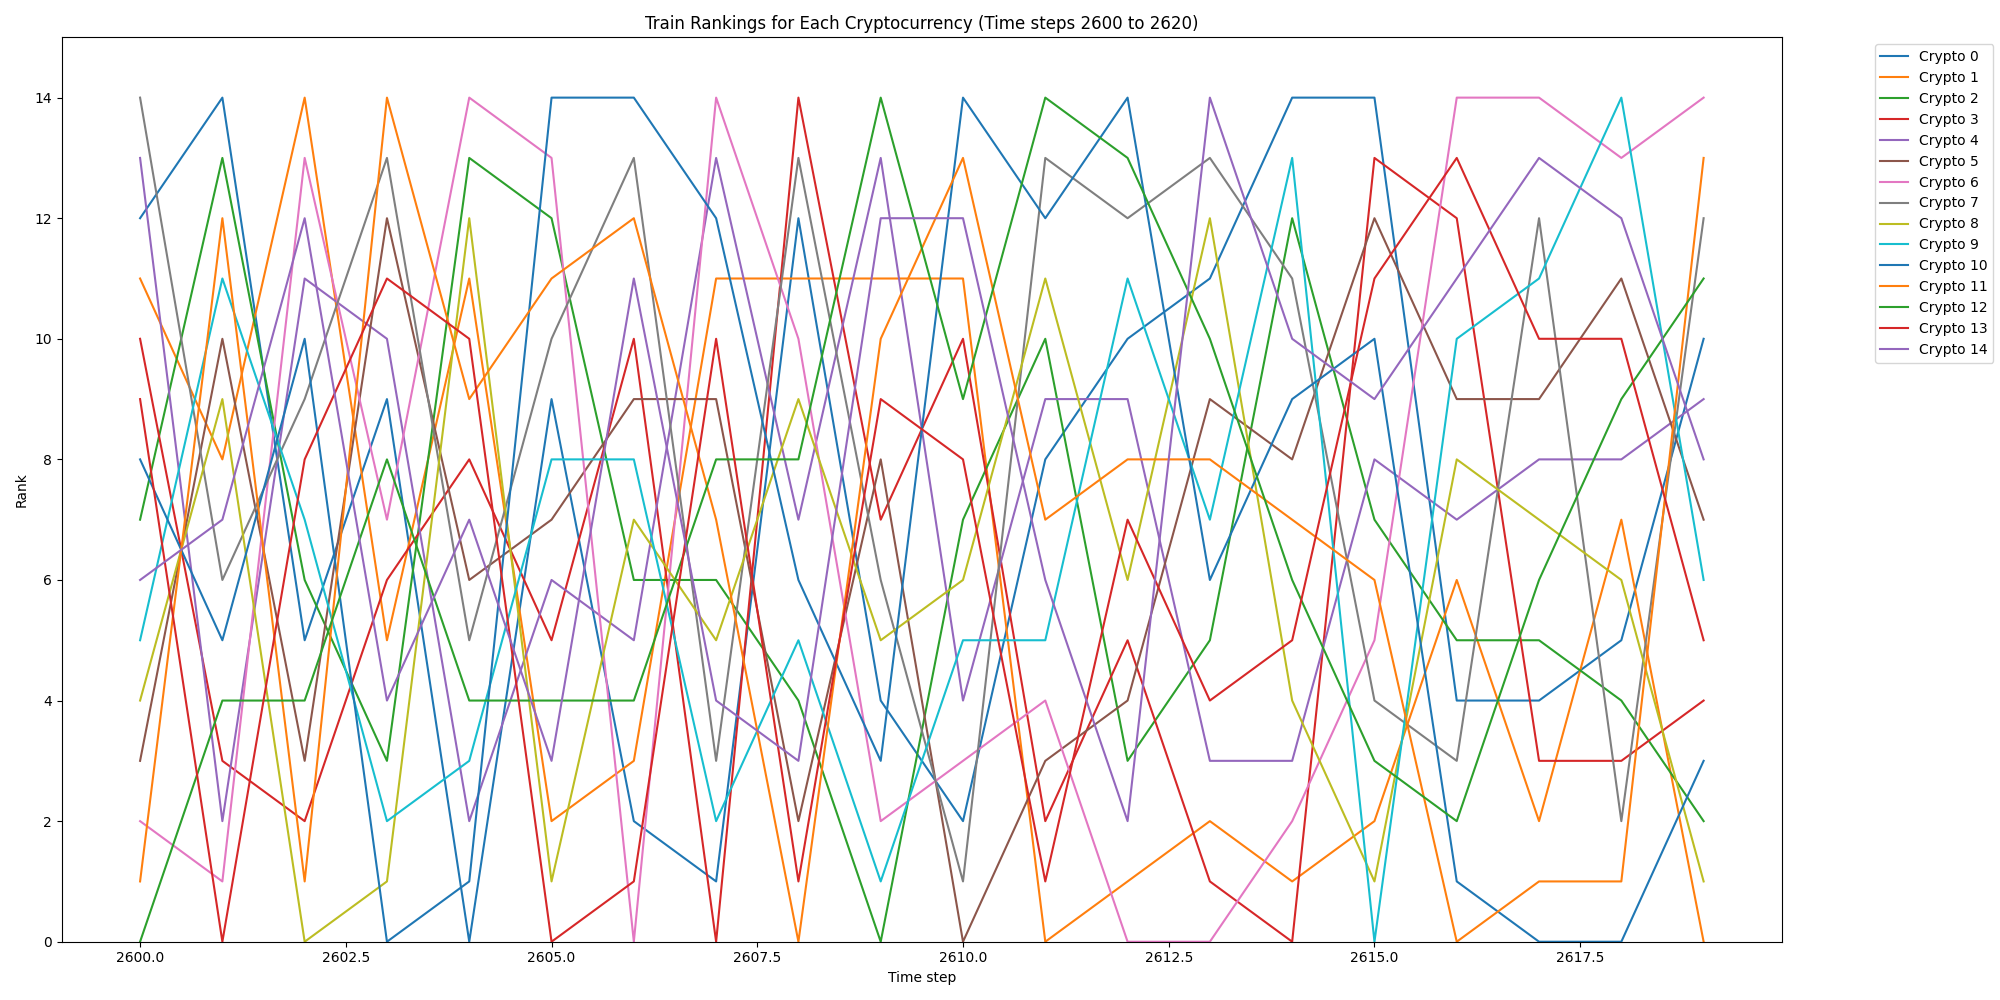 Train Rankings for Each Cryptocurrency (Time steps 2600 to 2620)
Rank
14
12
10
8
6
4
2
0
2600.0 2602.5 2605.0 2607.5 2610.0 2612.5 2615.0 2617.5
Time step
Crypto 0
Crypto 1
Crypto 2
Crypto 3
Crypto 4
Crypto 5
Crypto 6
Crypto 7
Crypto 8
Crypto 9
Crypto 10
Crypto 11
Crypto 12
Crypto 13
Crypto 14